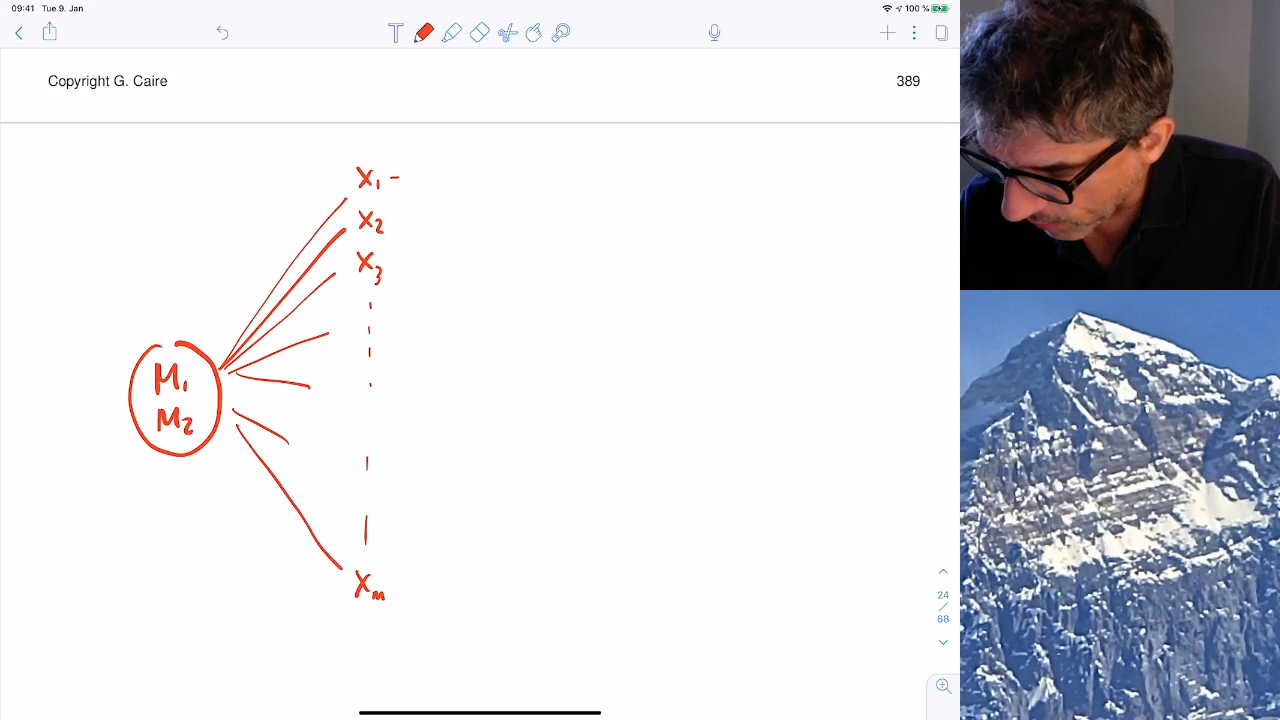 09:41 Tue 9. Jan 100 %
T
Copyright G. Caire 389
X₁ -
X₂
X₃
M₁
M₂
Xₘ
24
/
68